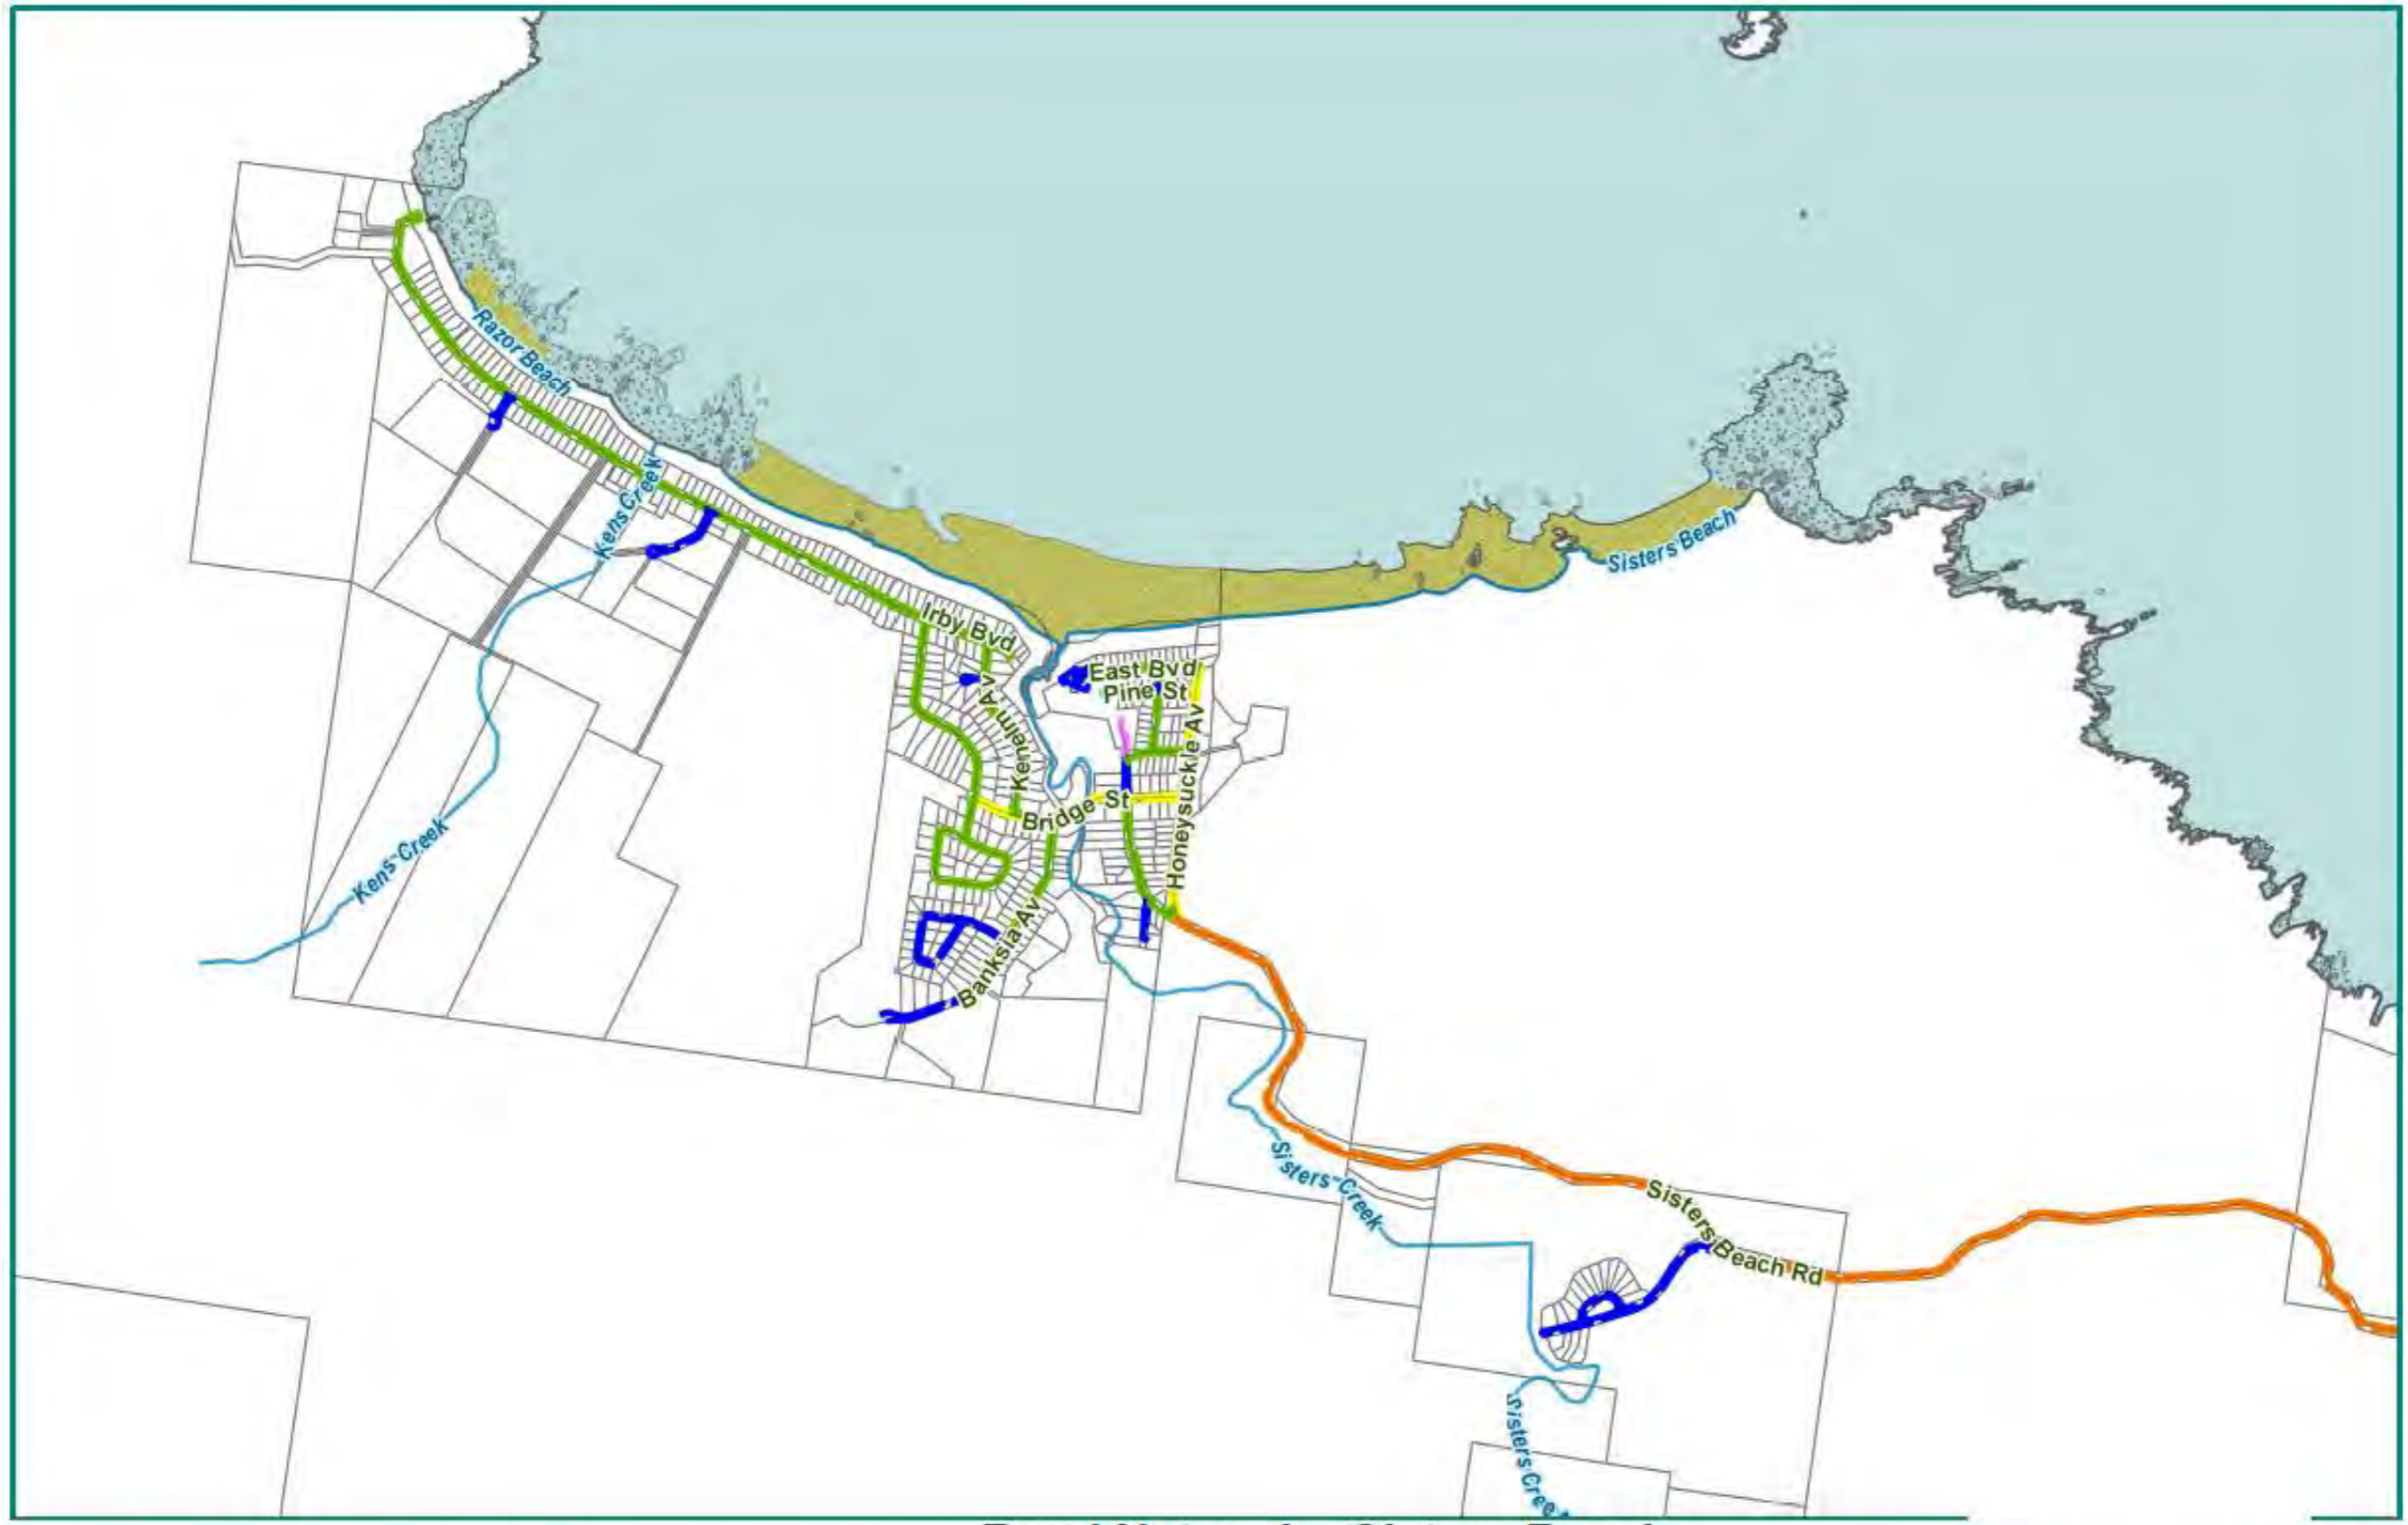 Razor Beach
Kens Creek
Sisters Beach
Irby Bvd
East Bvd
Pine St
Kenelm Av
Bridge St
Honeysuckle Av
Kens Creek
Banksia Av
Sisters Creek
Sisters Beach Rd
Sisters Creek